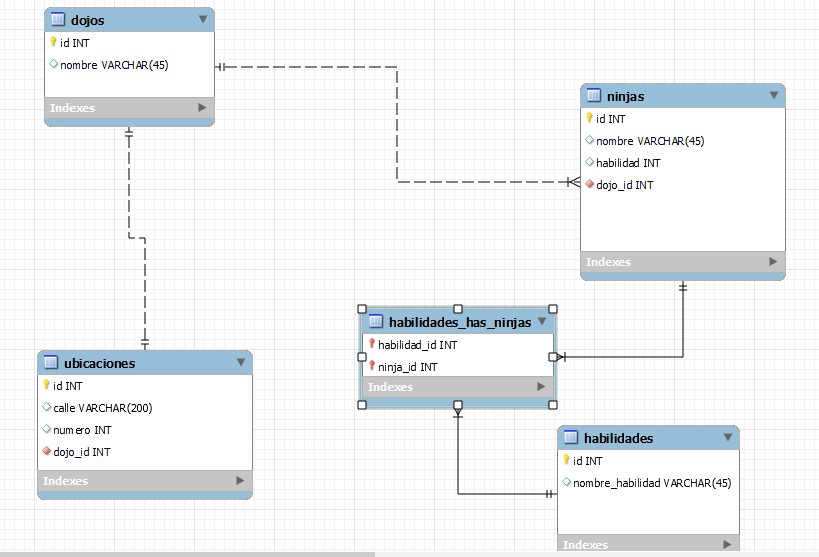 dojos
id INT
nombre VARCHAR(45)
Indexes
ninjas
id INT
nombre VARCHAR(45)
habilidad INT
dojo_id INT
Indexes
habilidades_has_ninjas
habilidad_id INT
ninja_id INT
Indexes
ubicaciones
id INT
calle VARCHAR(200)
numero INT
dojo_id INT
Indexes
habilidades
id INT
nombre_habilidad VARCHAR(45)
Indexes